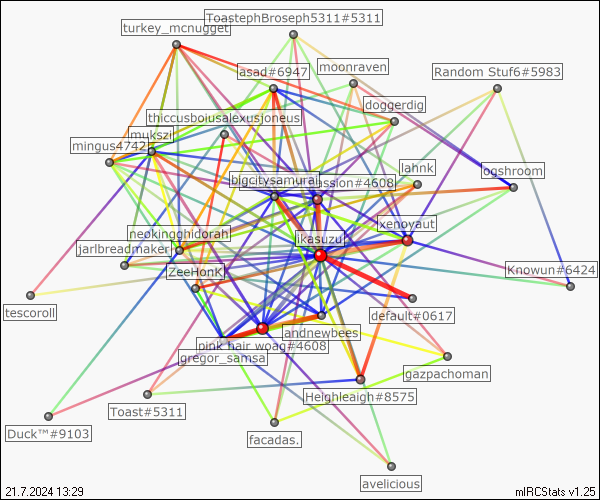 ToastephBroseph5311#5311
turkey_mcnugget
moonraven
asad#6947
Random Stuf6#5983
doggerdig
thiccusboiusalexusjoneus
mukszi
mingus4742
lahnk
ogshroom
bigcitysamurai
assion#4608
xenoyaut
neokingghidorah
ikasuzu
jarlbreadmaker
ZeeHonK
Knowun#6424
tescoroll
default#0617
andnewbees
pink hair woag#4608
gregor_samsa
gazpachoman
Heighleaigh#8575
Toast#5311
Duck™#9103
facadas.
avelicious
21.7.2024 13:29
mIRCStats v1.25